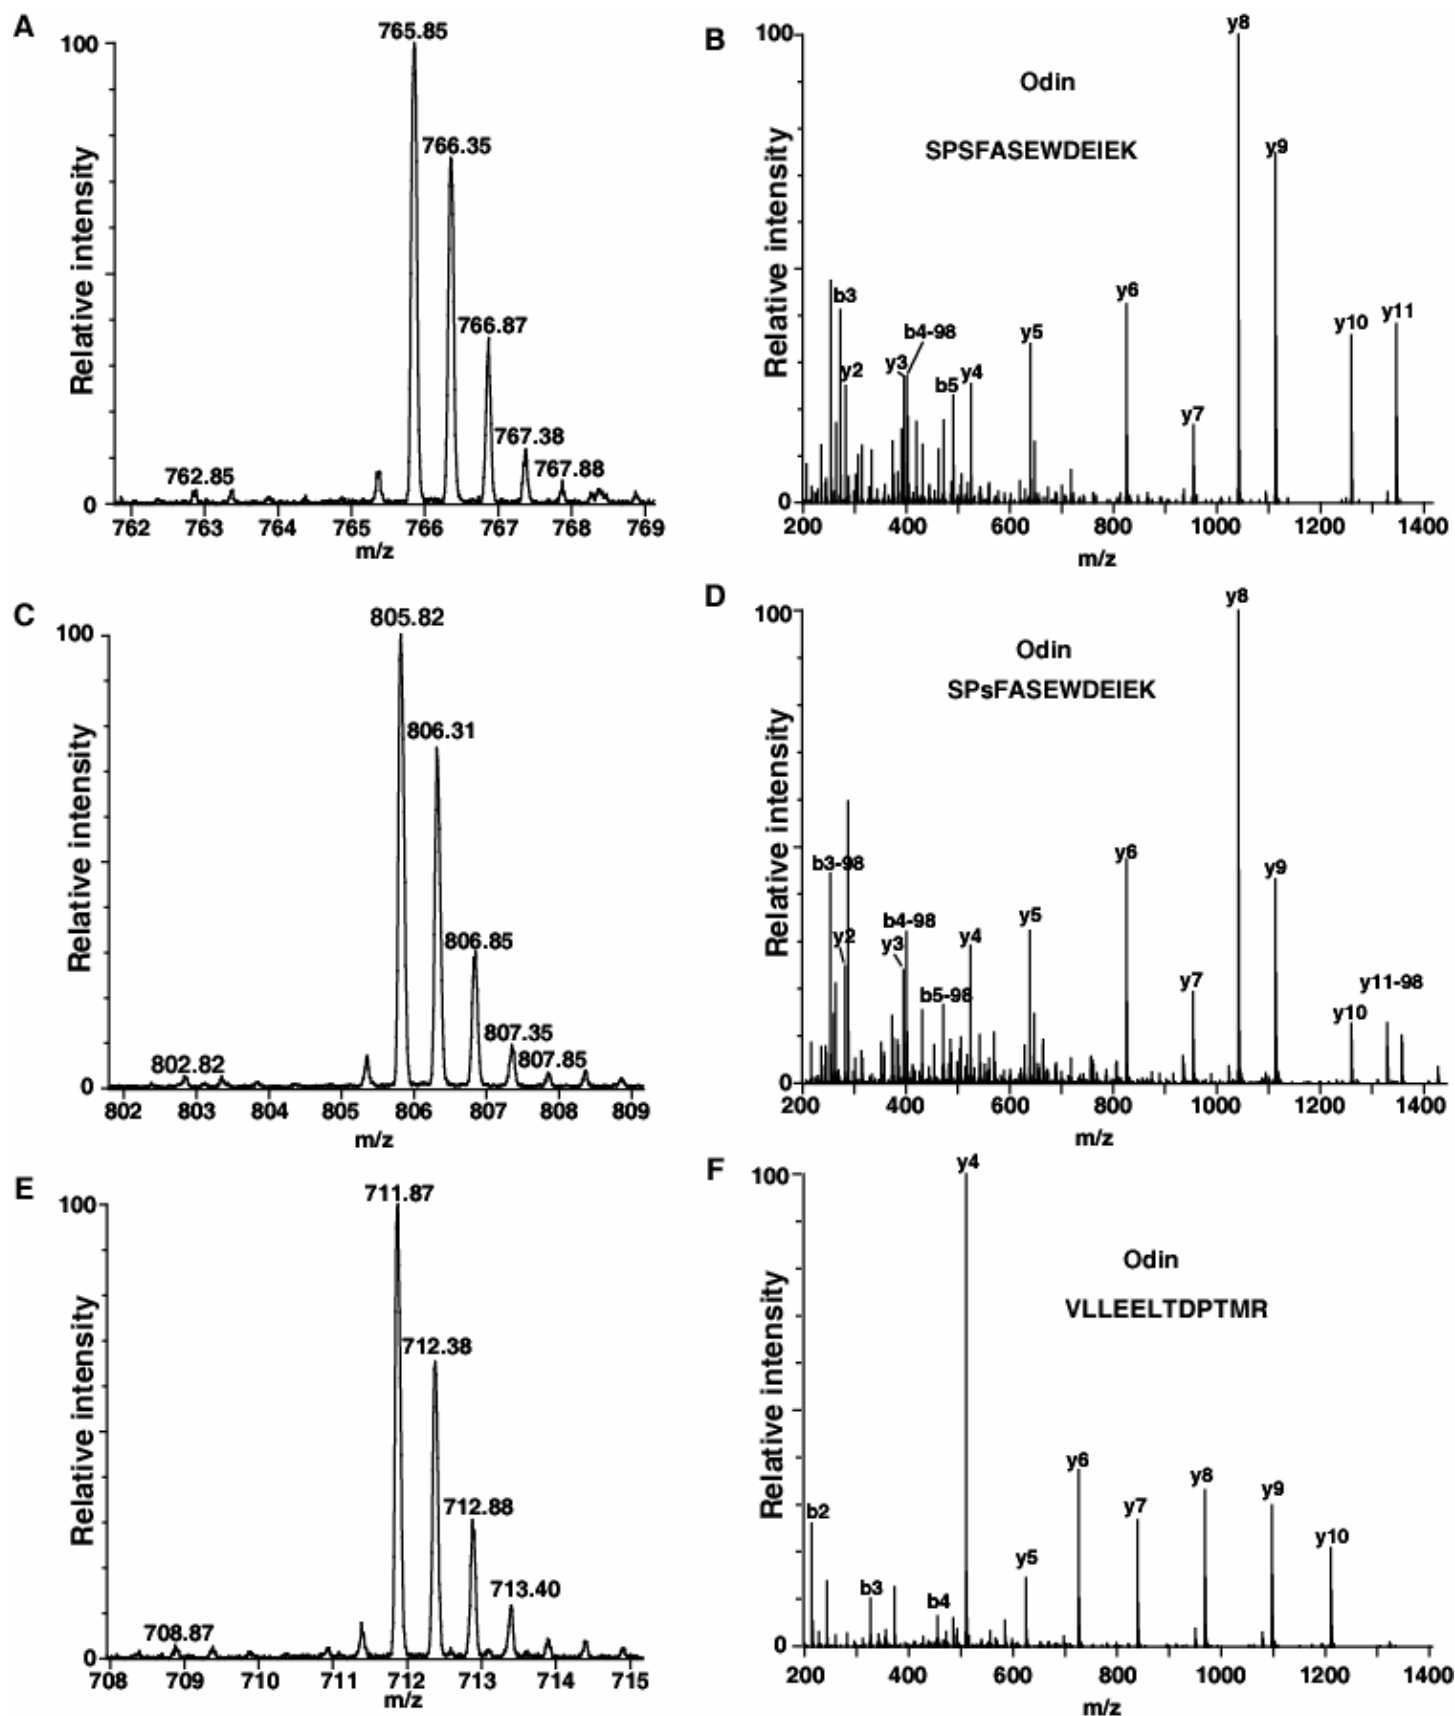 A
100
Relative intensity
0
765.85
766.35
766.87
767.38
767.88
762.85
762 763 764 765 766 767 768 769
m/z
B
100
Relative intensity
0
Odin
SPSFASEWDEIEK
b3
y2
y3
b4-98
b5
y4
y5
y6
y7
y8
y9
y10
y11
200 400 600 800 1000 1200 1400
m/z
C
100
Relative intensity
0
805.82
806.31
806.85
807.35
807.85
802.82
802 803 804 805 806 807 808 809
m/z
D
100
Relative intensity
0
Odin
SPsFASEWDEIEK
b3-98
y2
y3
b4-98
b5-98
y4
y5
y6
y7
y8
y9
y10
y11-98
200 400 600 800 1000 1200 1400
m/z
E
100
Relative intensity
0
711.87
712.38
712.88
713.40
708.87
708 709 710 711 712 713 714 715
m/z
F
100
Relative intensity
0
Odin
VLLEELTDPTMR
b2
b3
b4
y4
y5
y6
y7
y8
y9
y10
200 400 600 800 1000 1200 1400
m/z